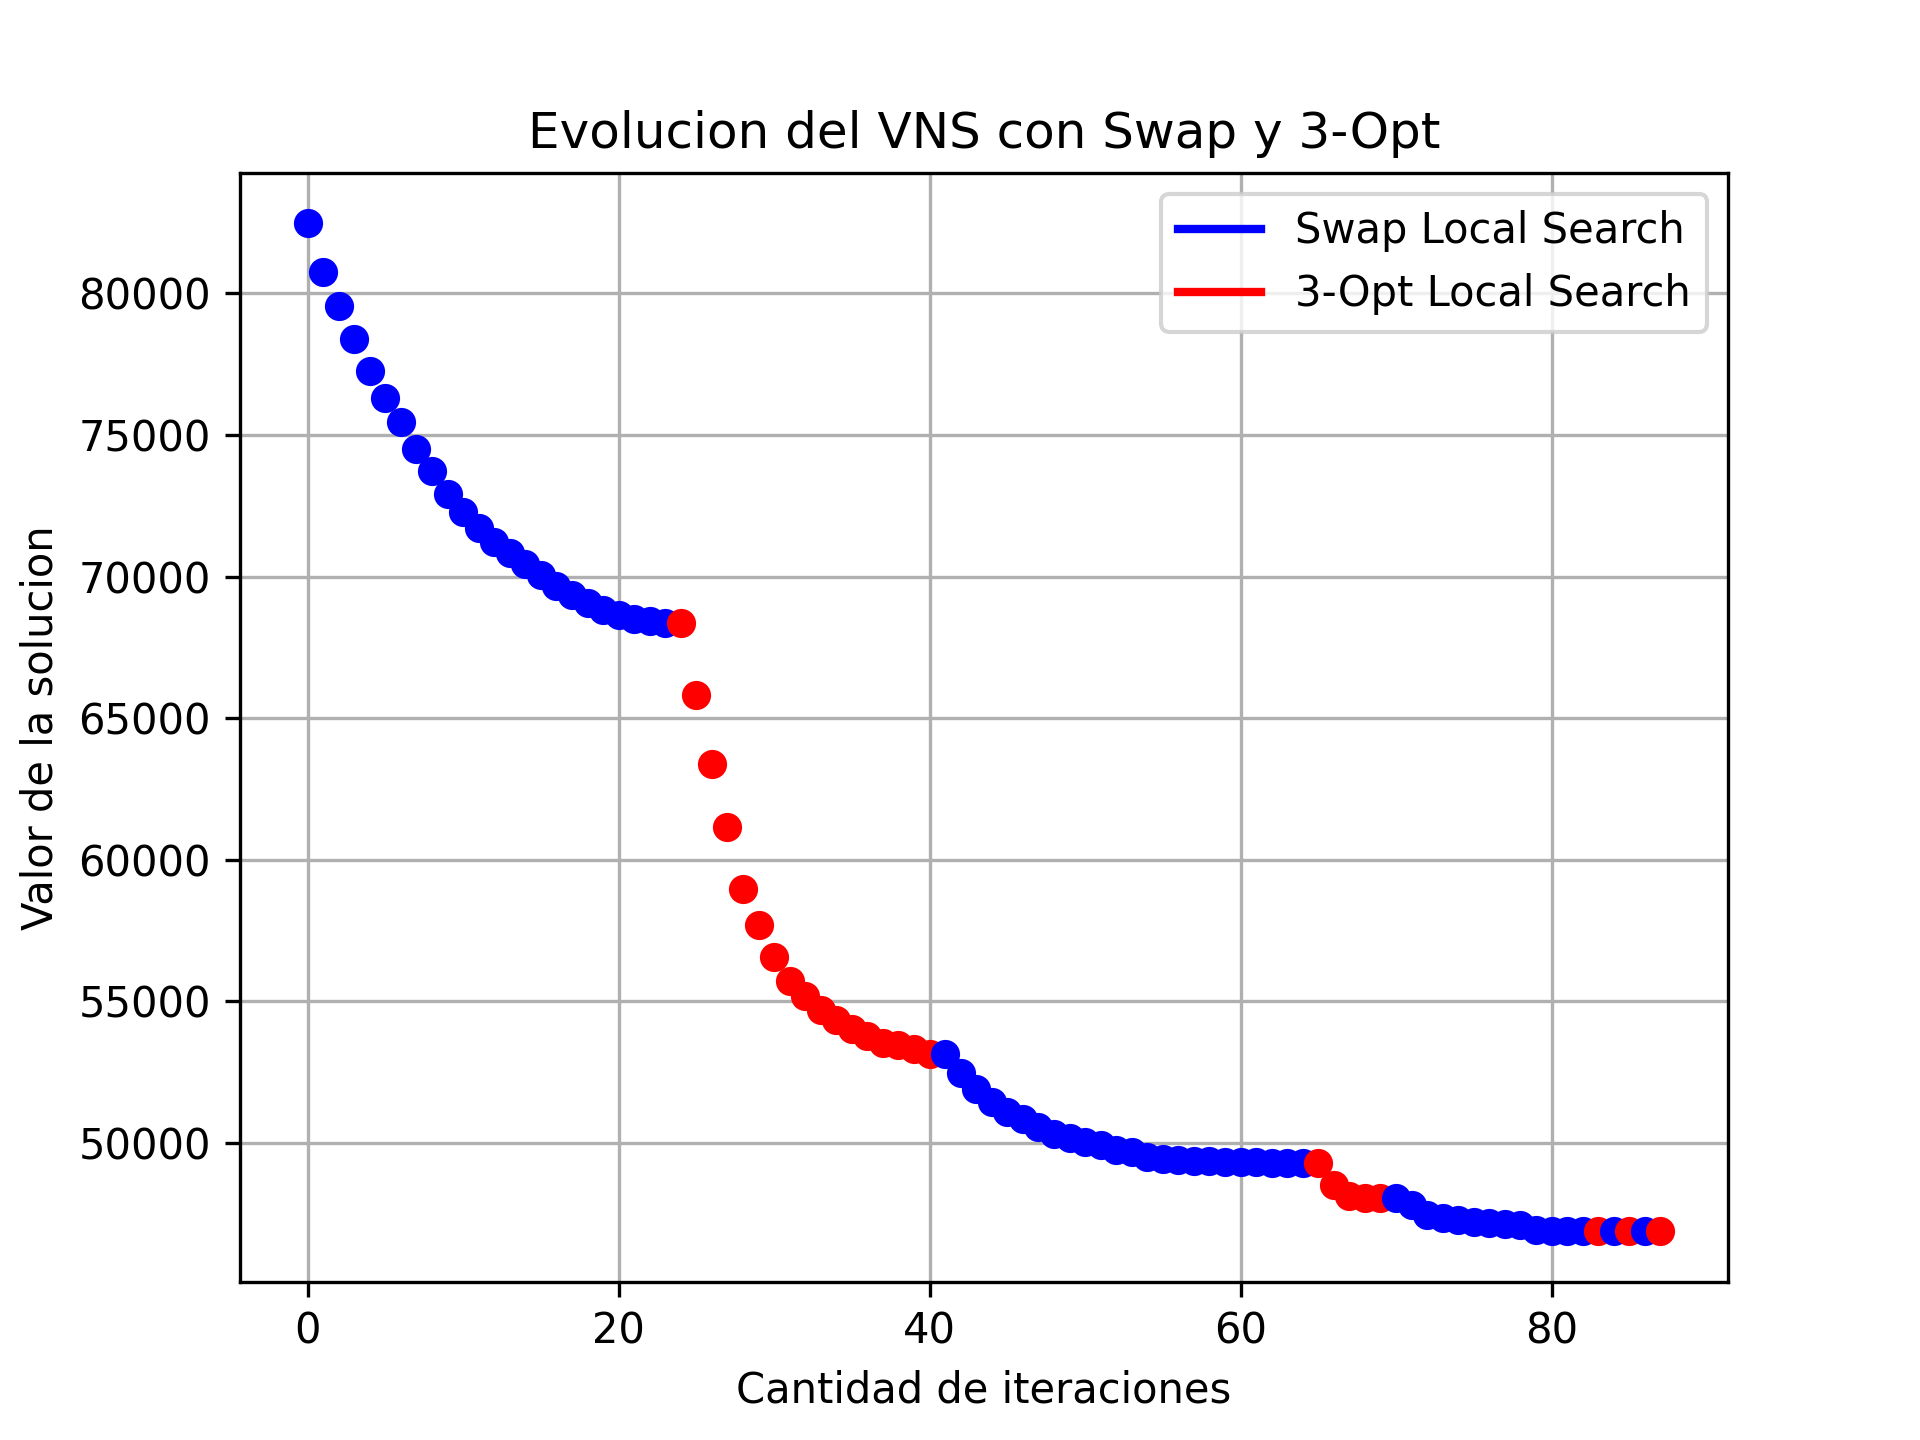 Evolucion del VNS con Swap y 3-Opt
Swap Local Search
3-Opt Local Search
Valor de la solucion
80000
75000
70000
65000
60000
55000
50000
0 20 40 60 80
Cantidad de iteraciones